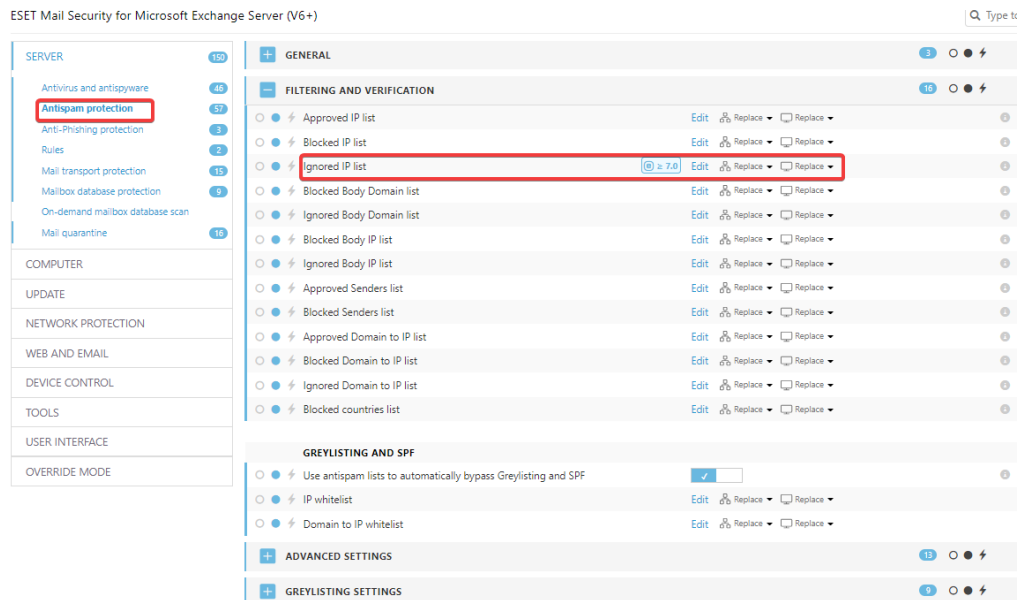 ESET Mail Security for Microsoft Exchange Server (V6+)
Type to
SERVER 150
Antivirus and antispyware 46
Antispam protection 57
Anti-Phishing protection 3
Rules 2
Mail transport protection 15
Mailbox database protection 9
On-demand mailbox database scan
Mail quarantine 16
COMPUTER
UPDATE
NETWORK PROTECTION
WEB AND EMAIL
DEVICE CONTROL
TOOLS
USER INTERFACE
OVERRIDE MODE
GENERAL 3
FILTERING AND VERIFICATION 16
Approved IP list Edit Replace Replace
Blocked IP list Edit Replace Replace
Ignored IP list ≥ 7.0 Edit Replace Replace
Blocked Body Domain list Edit Replace Replace
Ignored Body Domain list Edit Replace Replace
Blocked Body IP list Edit Replace Replace
Ignored Body IP list Edit Replace Replace
Approved Senders list Edit Replace Replace
Blocked Senders list Edit Replace Replace
Approved Domain to IP list Edit Replace Replace
Blocked Domain to IP list Edit Replace Replace
Ignored Domain to IP list Edit Replace Replace
Blocked countries list Edit Replace Replace
GREYLISTING AND SPF
Use antispam lists to automatically bypass Greylisting and SPF
IP whitelist Edit Replace Replace
Domain to IP whitelist Edit Replace Replace
ADVANCED SETTINGS 13
GREYLISTING SETTINGS 9